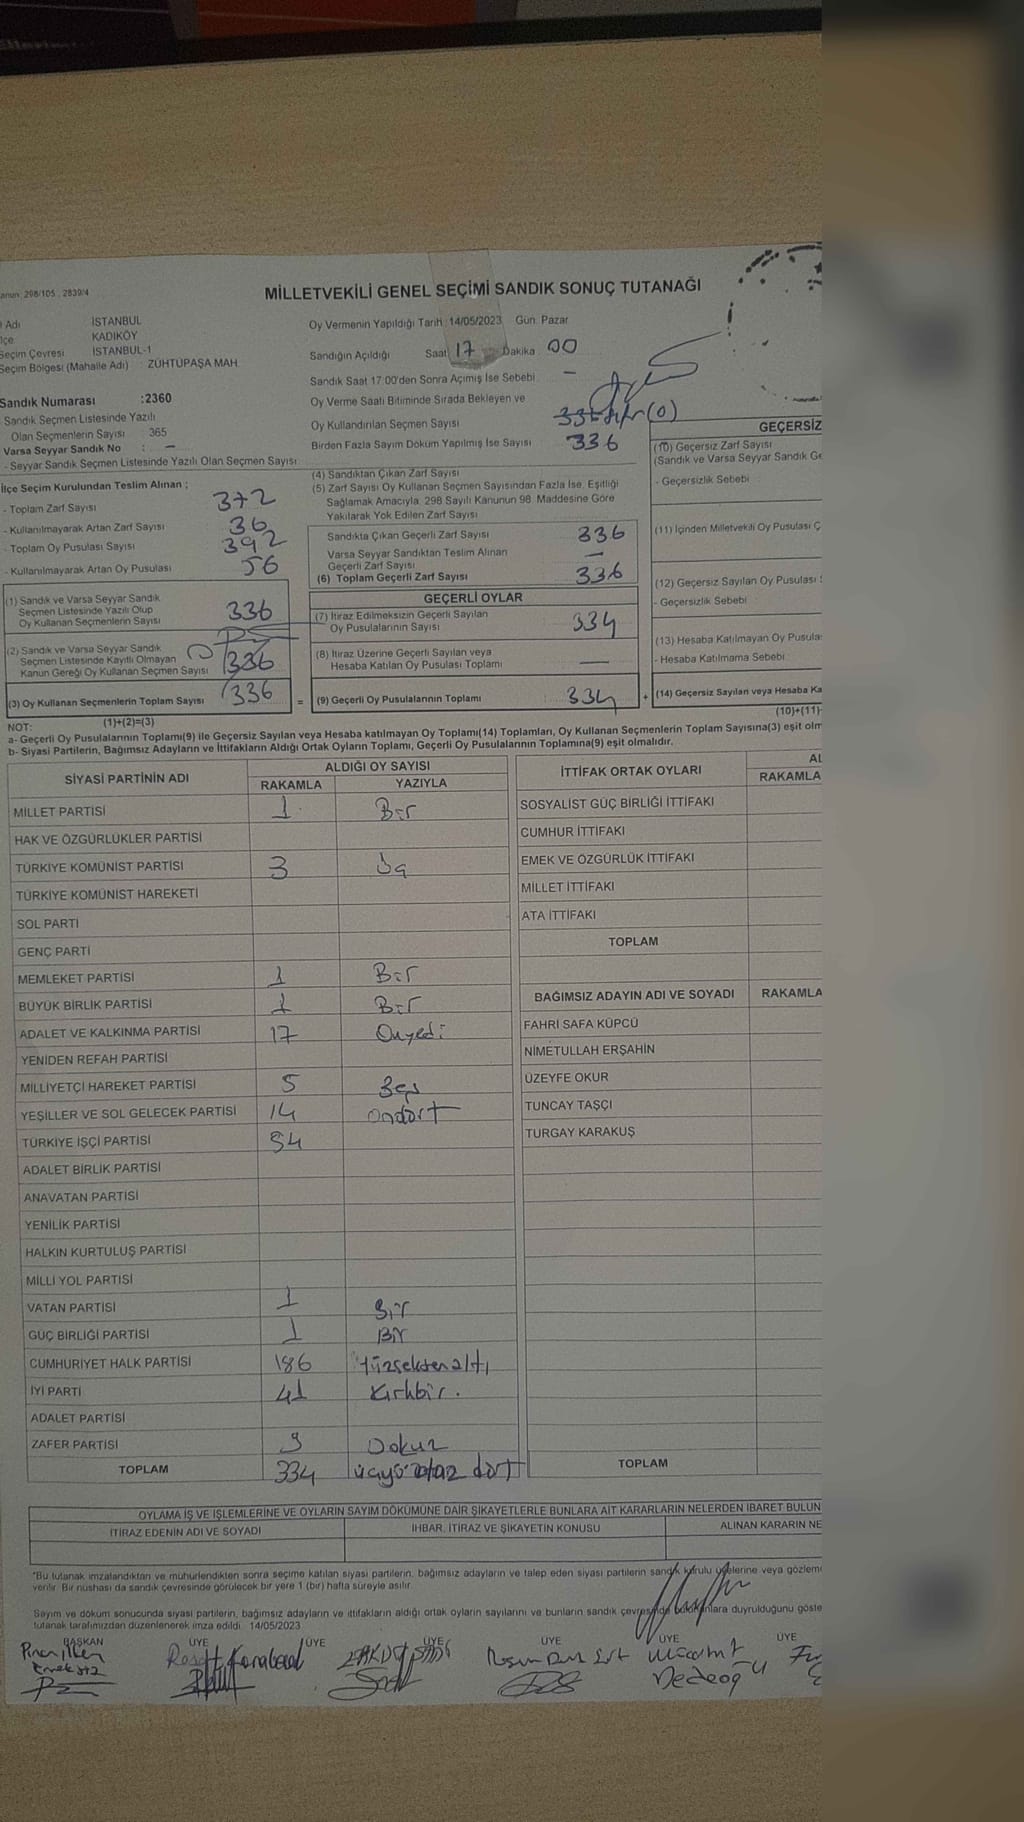 MİLLETVEKİLİ GENEL SEÇİMİ SANDIK SONUÇ TUTANAĞI
anun: 298/105, 2839/4
Adı İSTANBUL
lçe KADIKÖY
Seçim Çevresi İSTANBUL-1
Seçim Bölgesi (Mahalle Adı) : ZÜHTÜPAŞA MAH.
Sandık Numarası :2360
Sandık Seçmen Listesinde Yazılı
Olan Seçmenlerin Sayısı : 365
Varsa Seyyar Sandık No : —
- Seyyar Sandık Seçmen Listesinde Yazılı Olan Seçmen Sayısı
Oy Vermenin Yapıldığı Tarih :14/05/2023 Gün: Pazar
Sandığın Açıldığı Saat 17 Dakika 00
Sandık Saat 17:00'den Sonra Açımış İse Sebebi —
Oy Verme Saati Bitiminde Sırada Bekleyen ve
Oy Kullandırılan Seçmen Sayısı (0)
Birden Fazla Sayım Döküm Yapılmış İse Sayısı 336
İlçe Seçim Kurulundan Teslim Alınan ;
- Toplam Zarf Sayısı 372
- Kullanılmayarak Artan Zarf Sayısı 36
- Toplam Oy Pusulası Sayısı 392
- Kullanılmayarak Artan Oy Pusulası 56
(1) Sandık ve Varsa Seyyar Sandık
Seçmen Listesinde Yazılı Olup
Oy Kullanan Seçmenlerin Sayısı 336
(2) Sandık ve Varsa Seyyar Sandık
Seçmen Listesinde Kayıtlı Olmayan
Kanun Gereği Oy Kullanan Seçmen Sayısı 336
(3) Oy Kullanan Seçmenlerin Toplam Sayısı 336
(1)+(2)=(3)
(4) Sandıktan Çıkan Zarf Sayısı
(5) Zarf Sayısı Oy Kullanan Seçmen Sayısından Fazla İse, Eşitliği
Sağlamak Amacıyla, 298 Sayılı Kanunun 98. Maddesine Göre
Yakılarak Yok Edilen Zarf Sayısı
Sandıkta Çıkan Geçerli Zarf Sayısı 336
Varsa Seyyar Sandıktan Teslim Alınan
Geçerli Zarf Sayısı —
(6) Toplam Geçerli Zarf Sayısı 336
GEÇERLİ OYLAR
(7) İtiraz Edilmeksizin Geçerli Sayılan
Oy Pusulalarının Sayısı 334
(8) İtiraz Üzerine Geçerli Sayılan veya
Hesaba Katılan Oy Pusulası Toplamı —
= (9) Geçerli Oy Pusulalarının Toplamı 334
GEÇERSİZ
(10) Geçersiz Zarf Sayısı
(Sandık ve Varsa Seyyar Sandık Ge
- Geçersizlik Sebebi
(11) İçinden Milletvekili Oy Pusulası Ç
(12) Geçersiz Sayılan Oy Pusulası S
- Geçersizlik Sebebi
(13) Hesaba Katılmayan Oy Pusula
- Hesaba Katılmama Sebebi
+ (14) Geçersiz Sayılan veya Hesaba Ka
(10)+(11)+
NOT:
a- Geçerli Oy Pusulalarının Toplamı(9) ile Geçersiz Sayılan veya Hesaba katılmayan Oy Toplamı(14) Toplamları, Oy Kullanan Seçmenlerin Toplam Sayısına(3) eşit olm
b- Siyasi Partilerin, Bağımsız Adayların ve İttifakların Aldığı Ortak Oyların Toplamı, Geçerli Oy Pusulalarının Toplamına(9) eşit olmalıdır.
SİYASİ PARTİNİN ADI ALDIĞI OY SAYISI
RAKAMLA YAZIYLA
MİLLET PARTİSİ 1 Bir
HAK VE ÖZGÜRLÜKLER PARTİSİ
TÜRKİYE KOMÜNİST PARTİSİ 3 Üç
TÜRKİYE KOMÜNİST HAREKETİ
SOL PARTİ
GENÇ PARTİ
MEMLEKET PARTİSİ 1 Bir
BÜYÜK BİRLİK PARTİSİ 1 Bir
ADALET VE KALKINMA PARTİSİ 17 Onyedi
YENİDEN REFAH PARTİSİ
MİLLİYETÇİ HAREKET PARTİSİ 5 Beş
YEŞİLLER VE SOL GELECEK PARTİSİ 14 Ondört
TÜRKİYE İŞÇİ PARTİSİ 54
ADALET BİRLİK PARTİSİ
ANAVATAN PARTİSİ
YENİLİK PARTİSİ
HALKIN KURTULUŞ PARTİSİ
MİLLİ YOL PARTİSİ
VATAN PARTİSİ 1 Bir
GÜÇ BİRLİĞİ PARTİSİ 1 Bir
CUMHURİYET HALK PARTİSİ 186 Yüzseksenaltı
İYİ PARTİ 41 Kırkbir.
ADALET PARTİSİ
ZAFER PARTİSİ 9 Dokuz
TOPLAM 334 üçyüzotuz dört
İTTİFAK ORTAK OYLARI AL
RAKAMLA
SOSYALİST GÜÇ BİRLİĞİ İTTİFAKI
CUMHUR İTTİFAKI
EMEK VE ÖZGÜRLÜK İTTİFAKI
MİLLET İTTİFAKI
ATA İTTİFAKI
TOPLAM
BAĞIMSIZ ADAYIN ADI VE SOYADI RAKAMLA
FAHRİ SAFA KÜPCÜ
NİMETULLAH ERŞAHİN
ÜZEYFE OKUR
TUNCAY TAŞÇI
TURGAY KARAKUŞ
TOPLAM
OYLAMA İŞ VE İŞLEMLERİNE VE OYLARIN SAYIM DÖKÜMÜNE DAİR ŞİKAYETLERLE BUNLARA AİT KARARLARIN NELERDEN İBARET BULUN
İTİRAZ EDENİN ADI VE SOYADI İHBAR, İTİRAZ VE ŞİKAYETİN KONUSU ALINAN KARARIN NE
*Bu tutanak imzalandıktan ve mühürlendikten sonra seçime katılan siyasi partilerin, bağımsız adayların ve talep eden siyasi partilerin sandık kurulu üyelerine veya gözlem
verilir. Bir nüshası da sandık çevresinde görülecek bir yere 1 (bir) hafta süreyle asılır.
Sayım ve döküm sonucunda siyasi partilerin, bağımsız adayların ve ittifakların aldığı ortak oyların sayılarını ve bunların sandık çevresinde bulunanlara duyrulduğunu göste
tutanak tarafımızdan düzenlenerek imza edildi. 14/05/2023
BAŞKAN ÜYE ÜYE ÜYE ÜYE ÜYE ÜYE